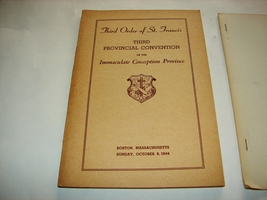 Third Order of St. Francis
THIRD
PROVINCIAL CONVENTION
OF THE
Immaculate Conception Province
BOSTON, MASSACHUSETTS
SUNDAY, OCTOBER 8, 1944